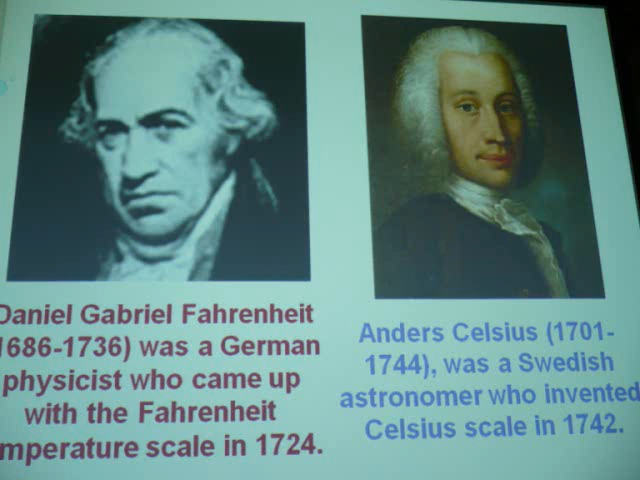 Daniel Gabriel Fahrenheit
1686-1736) was a German
physicist who came up
with the Fahrenheit
mperature scale in 1724.
Anders Celsius (1701-
1744), was a Swedish
astronomer who invented
Celsius scale in 1742.